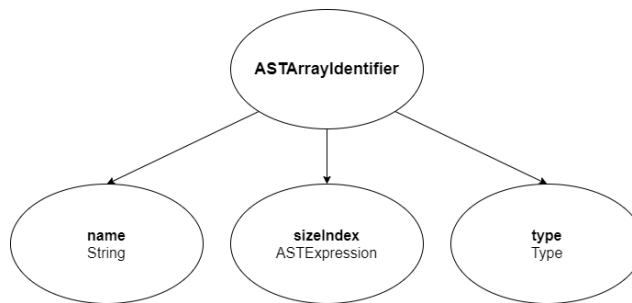 ASTArrayIdentifier
name
String
sizeIndex
ASTExpression
type
Type